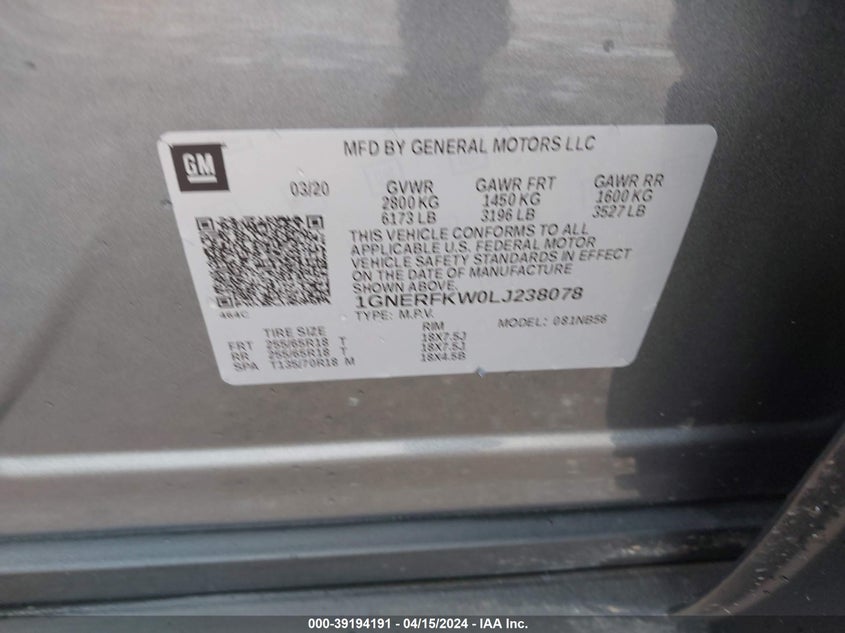 GM
MFD BY GENERAL MOTORS LLC
03/20 GVWR GAWR FRT GAWR RR
2800 KG 1450 KG 1600 KG
6173 LB 3196 LB 3527 LB
THIS VEHICLE CONFORMS TO ALL
APPLICABLE U.S. FEDERAL MOTOR
VEHICLE SAFETY STANDARDS IN EFFECT
ON THE DATE OF MANUFACTURE
SHOWN ABOVE.
484C
1GNERFKW0LJ238078
TYPE: M.P.V. MODEL: 081NB56
TIRE SIZE RIM
FRT 255/65R18 T 18X7.5J
RR 255/65R18 T 18X7.5J
SPA T135/70R18 M 18X4.5B
000-39194191 - 04/15/2024 - IAA Inc.